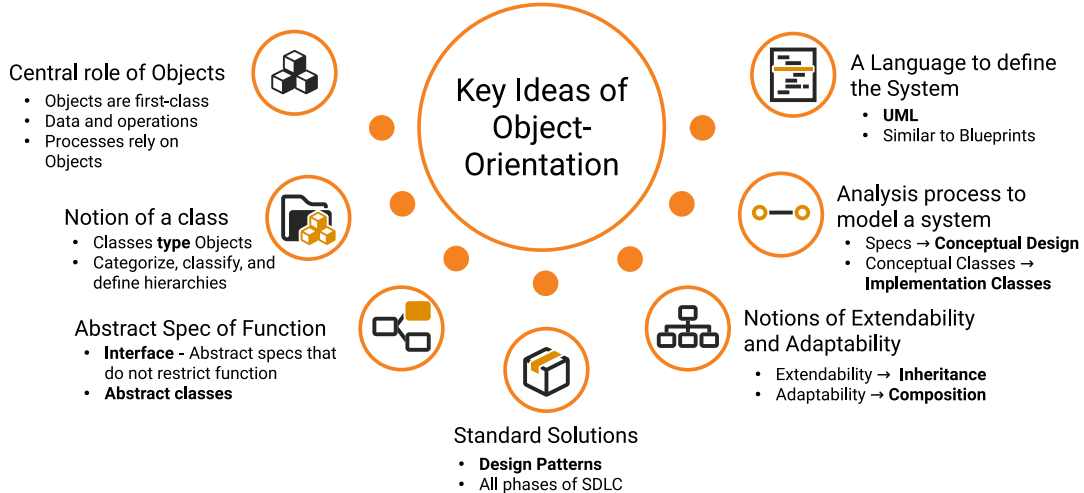 Key Ideas of
Object-
Orientation
Central role of Objects
• Objects are first-class
• Data and operations
• Processes rely on
Objects
Notion of a class
• Classes type Objects
• Categorize, classify, and
define hierarchies
Abstract Spec of Function
• Interface - Abstract specs that
do not restrict function
• Abstract classes
Standard Solutions
• Design Patterns
• All phases of SDLC
Notions of Extendability
and Adaptability
• Extendability → Inheritance
• Adaptability → Composition
Analysis process to
model a system
• Specs → Conceptual Design
• Conceptual Classes →
Implementation Classes
A Language to define
the System
• UML
• Similar to Blueprints